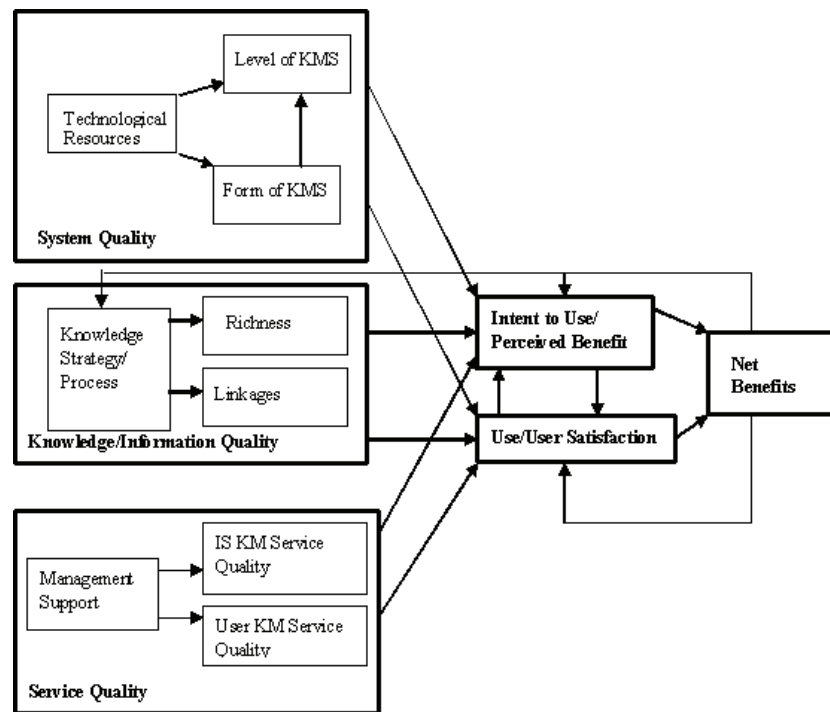 Level of KMS
Technological
Resources
Form of KMS
System Quality
Knowledge
Strategy/
Process
Richness
Linkages
Knowledge/Information Quality
Intent to Use/
Perceived Benefit
Use/User Satisfaction
Net
Benefits
Management
Support
IS KM Service
Quality
User KM Service
Quality
Service Quality